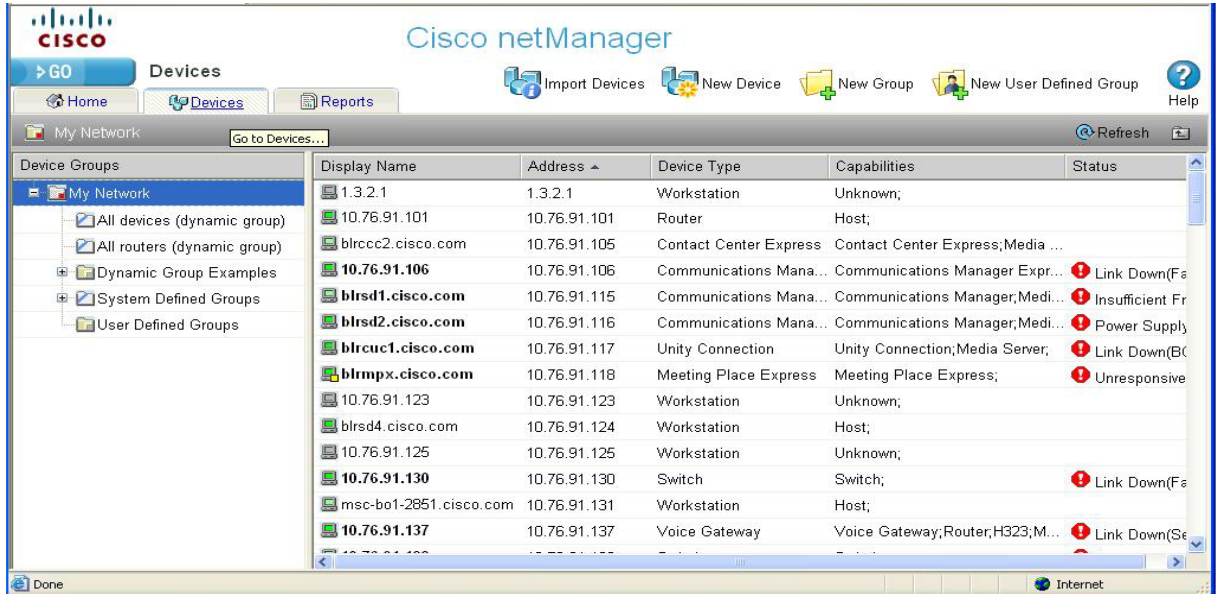 CISCO
Cisco netManager
>GO Devices
Import Devices New Device New Group New User Defined Group Help
Home Devices Reports
My Network Go to Devices... Refresh
Device Groups Display Name Address Device Type Capabilities Status
My Network 1.3.2.1 1.3.2.1 Workstation Unknown;
All devices (dynamic group) 10.76.91.101 10.76.91.101 Router Host;
All routers (dynamic group) blrccc2.cisco.com 10.76.91.105 Contact Center Express Contact Center Express;Media ...
Dynamic Group Examples 10.76.91.106 10.76.91.106 Communications Mana... Communications Manager Expr... Link Down(Fa
System Defined Groups blrsd1.cisco.com 10.76.91.115 Communications Mana... Communications Manager;Medi... Insufficient Fr
User Defined Groups blrsd2.cisco.com 10.76.91.116 Communications Mana... Communications Manager;Medi... Power Supply
blrcuc1.cisco.com 10.76.91.117 Unity Connection Unity Connection;Media Server; Link Down(BO
blrmpx.cisco.com 10.76.91.118 Meeting Place Express Meeting Place Express; Unresponsive
10.76.91.123 10.76.91.123 Workstation Unknown;
blrsd4.cisco.com 10.76.91.124 Workstation Host;
10.76.91.125 10.76.91.125 Workstation Unknown;
10.76.91.130 10.76.91.130 Switch Switch; Link Down(Fa
msc-bo1-2851.cisco.com 10.76.91.131 Workstation Host;
10.76.91.137 10.76.91.137 Voice Gateway Voice Gateway;Router;H323;M... Link Down(Se
Done Internet